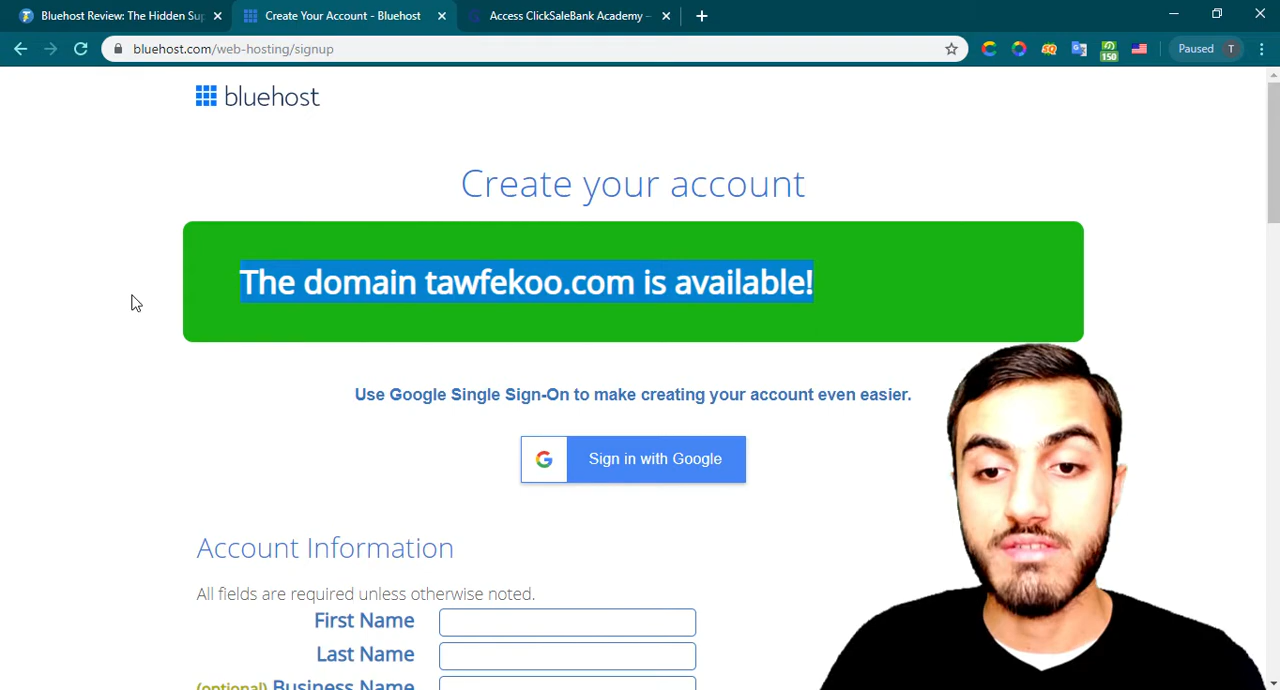 Bluehost Review: The Hidden Sup
Create Your Account - Bluehost
Access ClickSaleBank Academy –
bluehost.com/web-hosting/signup
150
Paused
T
bluehost
Create your account
The domain tawfekoo.com is available!
Use Google Single Sign-On to make creating your account even easier.
G
Sign in with Google
Account Information
All fields are required unless otherwise noted.
First Name
Last Name
(optional) Business Name